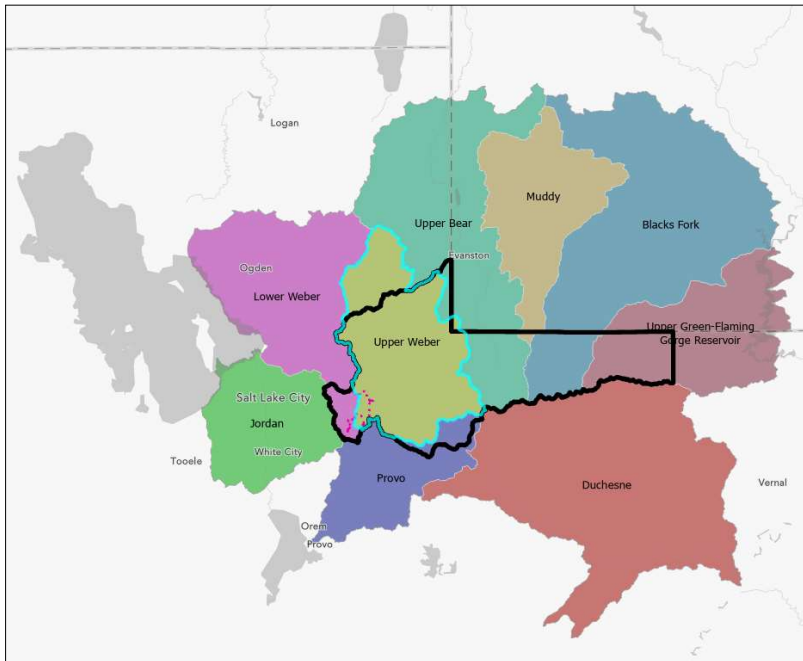 Logan
Muddy
Upper Bear
Blacks Fork
Evanston
Ogden
Lower Weber
Upper Green-Flaming
Gorge Reservoir
Upper Weber
Salt Lake City
Jordan
White City
Tooele
Provo
Duchesne
Vernal
Orem
Provo